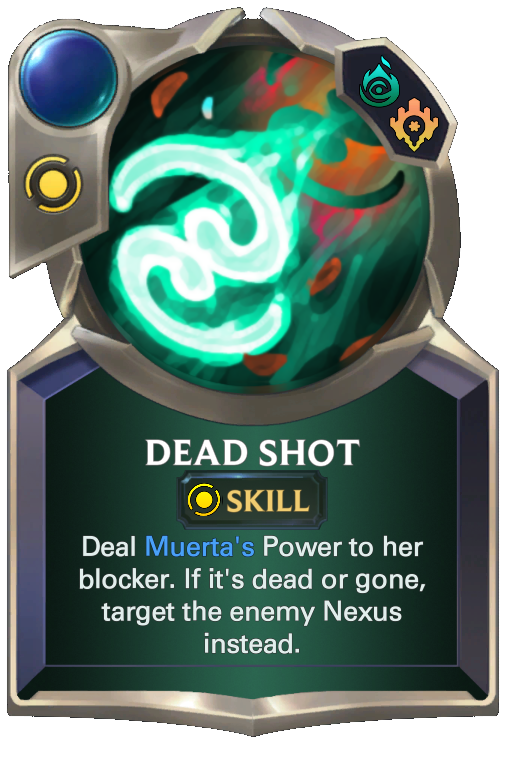 DEAD SHOT
SKILL
Deal Muerta's Power to her
blocker. If it's dead or gone,
target the enemy Nexus
instead.